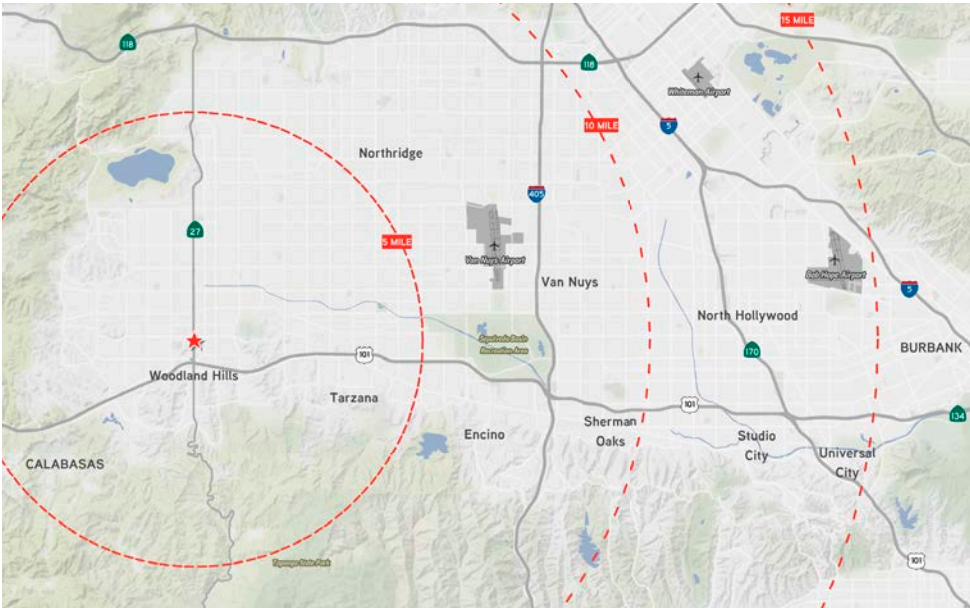 15 MILE
118
118
Whiteman Airport
10 MILE
5
Northridge
405
27
5 MILE
Van Nuys Airport
Bob Hope Airport
Van Nuys
5
North Hollywood
Sepulveda Basin
Recreation Area
170
BURBANK
101
Woodland Hills
Tarzana
101
134
Sherman
Oaks
Encino
Studio
City
Universal
City
CALABASAS
Topanga State Park
101